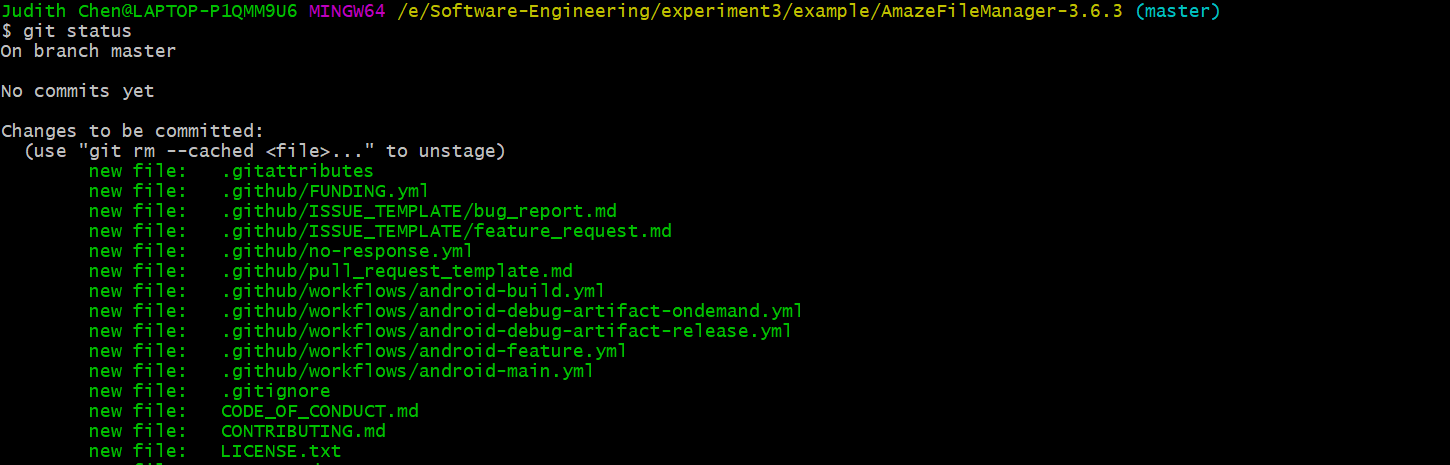 Judith Chen@LAPTOP-P1QMM9U6 MINGW64 /e/Software-Engineering/experiment3/example/AmazeFileManager-3.6.3 (master)
$ git status
On branch master
No commits yet
Changes to be committed:
(use "git rm --cached <file>..." to unstage)
new file: .gitattributes
new file: .github/FUNDING.yml
new file: .github/ISSUE_TEMPLATE/bug_report.md
new file: .github/ISSUE_TEMPLATE/feature_request.md
new file: .github/no-response.yml
new file: .github/pull_request_template.md
new file: .github/workflows/android-build.yml
new file: .github/workflows/android-debug-artifact-ondemand.yml
new file: .github/workflows/android-debug-artifact-release.yml
new file: .github/workflows/android-feature.yml
new file: .github/workflows/android-main.yml
new file: .gitignore
new file: CODE_OF_CONDUCT.md
new file: CONTRIBUTING.md
new file: LICENSE.txt